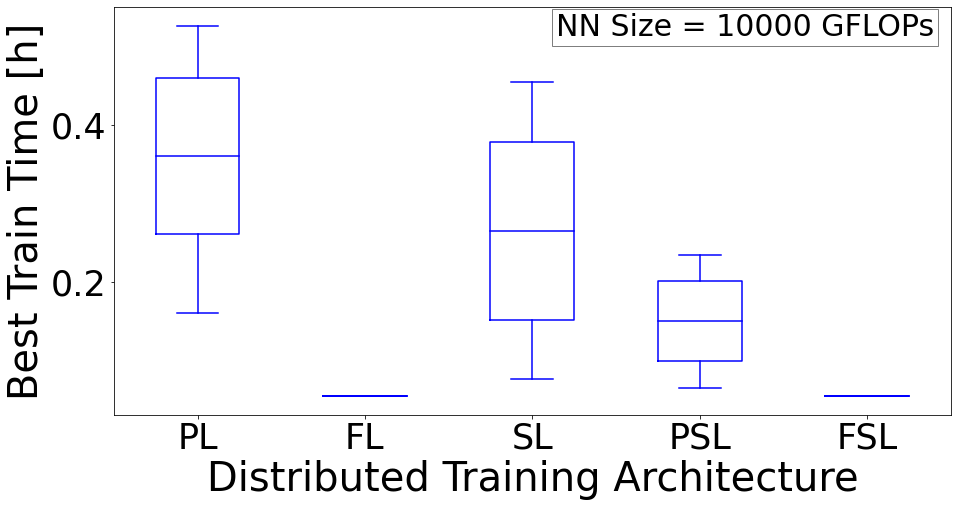 NN Size = 10000 GFLOPs
Best Train Time [h]
0.4
0.2
PL FL SL PSL FSL
Distributed Training Architecture